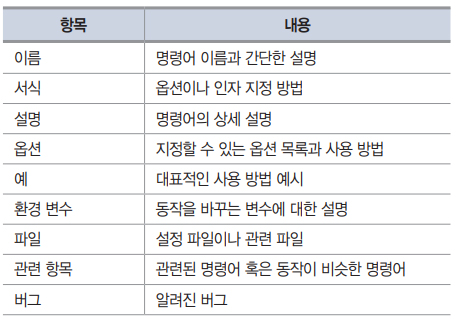 항목 내용
이름 명령어 이름과 간단한 설명
서식 옵션이나 인자 지정 방법
설명 명령어의 상세 설명
옵션 지정할 수 있는 옵션 목록과 사용 방법
예 대표적인 사용 방법 예시
환경 변수 동작을 바꾸는 변수에 대한 설명
파일 설정 파일이나 관련 파일
관련 항목 관련된 명령어 혹은 동작이 비슷한 명령어
버그 알려진 버그